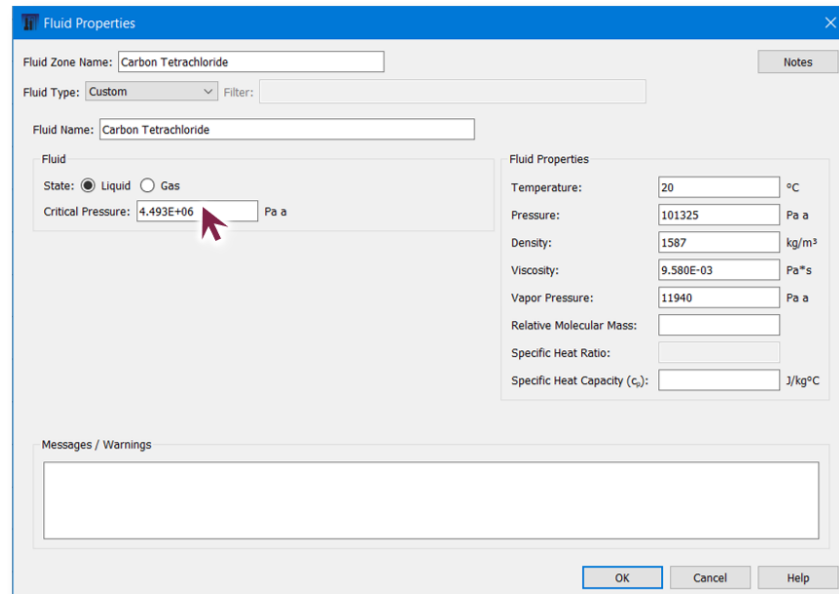 Fluid Properties
Fluid Zone Name: Carbon Tetrachloride
Notes
Fluid Type: Custom Filter:
Fluid Name: Carbon Tetrachloride
Fluid
State: Liquid Gas
Critical Pressure: 4.493E+06 Pa a
Fluid Properties
Temperature: 20 °C
Pressure: 101325 Pa a
Density: 1587 kg/m³
Viscosity: 9.580E-03 Pa*s
Vapor Pressure: 11940 Pa a
Relative Molecular Mass:
Specific Heat Ratio:
Specific Heat Capacity (cₚ): J/kg°C
Messages / Warnings
OK Cancel Help